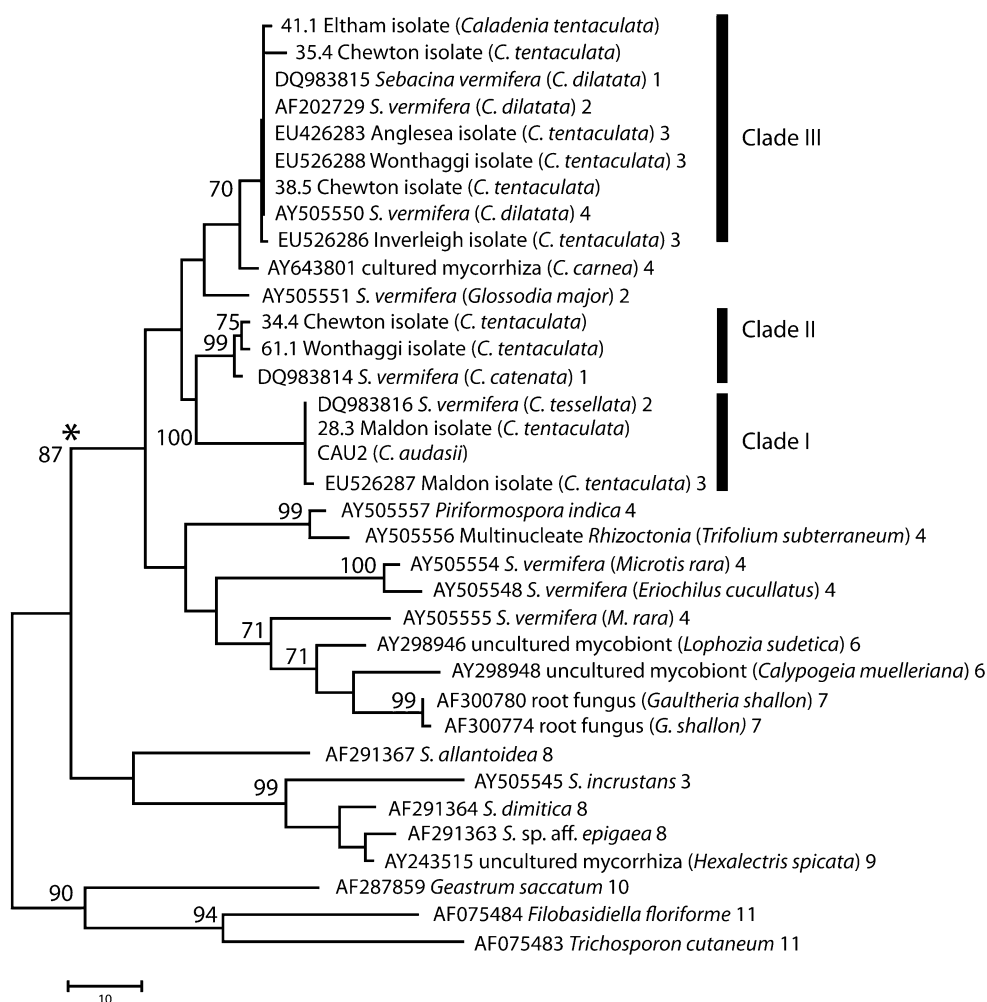 41.1 Eltham isolate (Caladenia tentaculata)
35.4 Chewton isolate (C. tentaculata)
DQ983815 Sebacina vermifera (C. dilatata) 1
AF202729 S. vermifera (C. dilatata) 2
EU426283 Anglesea isolate (C. tentaculata) 3
Clade III
EU526288 Wonthaggi isolate (C. tentaculata) 3
70
38.5 Chewton isolate (C. tentaculata)
AY505550 S. vermifera (C. dilatata) 4
EU526286 Inverleigh isolate (C. tentaculata) 3
AY643801 cultured mycorrhiza (C. carnea) 4
AY505551 S. vermifera (Glossodia major) 2
75
34.4 Chewton isolate (C. tentaculata)
Clade II
99
61.1 Wonthaggi isolate (C. tentaculata)
DQ983814 S. vermifera (C. catenata) 1
DQ983816 S. vermifera (C. tessellata) 2
28.3 Maldon isolate (C. tentaculata)
100
Clade I
*
87
CAU2 (C. audasii)
EU526287 Maldon isolate (C. tentaculata) 3
99
AY505557 Piriformospora indica 4
AY505556 Multinucleate Rhizoctonia (Trifolium subterraneum) 4
100
AY505554 S. vermifera (Microtis rara) 4
AY505548 S. vermifera (Eriochilus cucullatus) 4
AY505555 S. vermifera (M. rara) 4
71
AY298946 uncultured mycobiont (Lophozia sudetica) 6
71
AY298948 uncultured mycobiont (Calypogeia muelleriana) 6
99
AF300780 root fungus (Gaultheria shallon) 7
AF300774 root fungus (G. shallon) 7
AF291367 S. allantoidea 8
99
AY505545 S. incrustans 3
AF291364 S. dimitica 8
AF291363 S. sp. aff. epigaea 8
AY243515 uncultured mycorrhiza (Hexalectris spicata) 9
90
AF287859 Geastrum saccatum 10
94
AF075484 Filobasidiella floriforme 11
AF075483 Trichosporon cutaneum 11
10